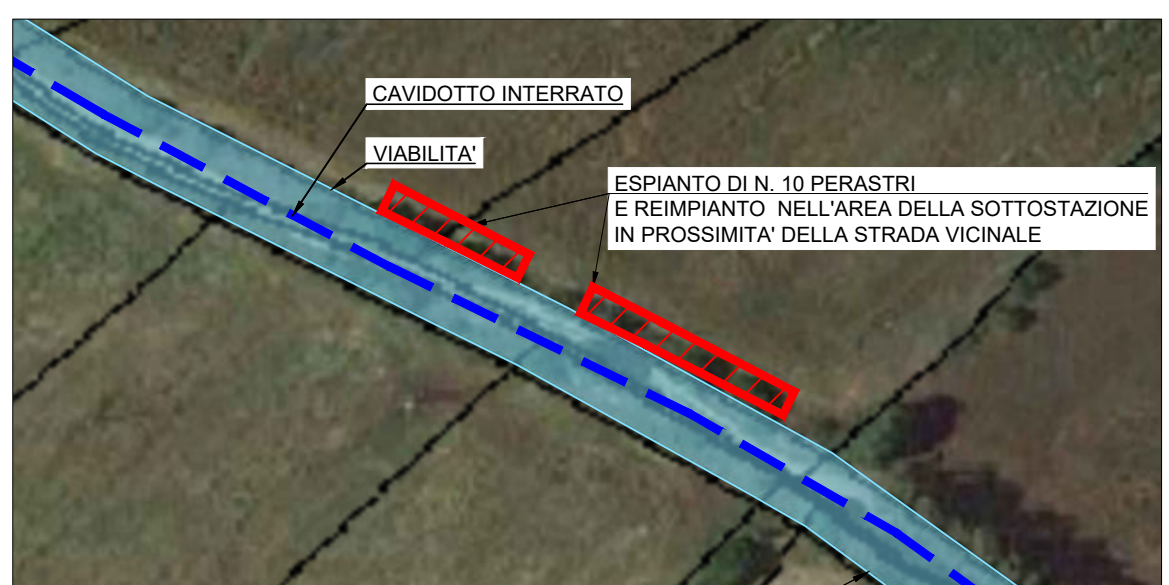 CAVIDOTTO INTERRATO
VIABILITA'
ESPIANTO DI N. 10 PERASTRI
E REIMPIANTO NELL'AREA DELLA SOTTOSTAZIONE
IN PROSSIMITA' DELLA STRADA VICINALE